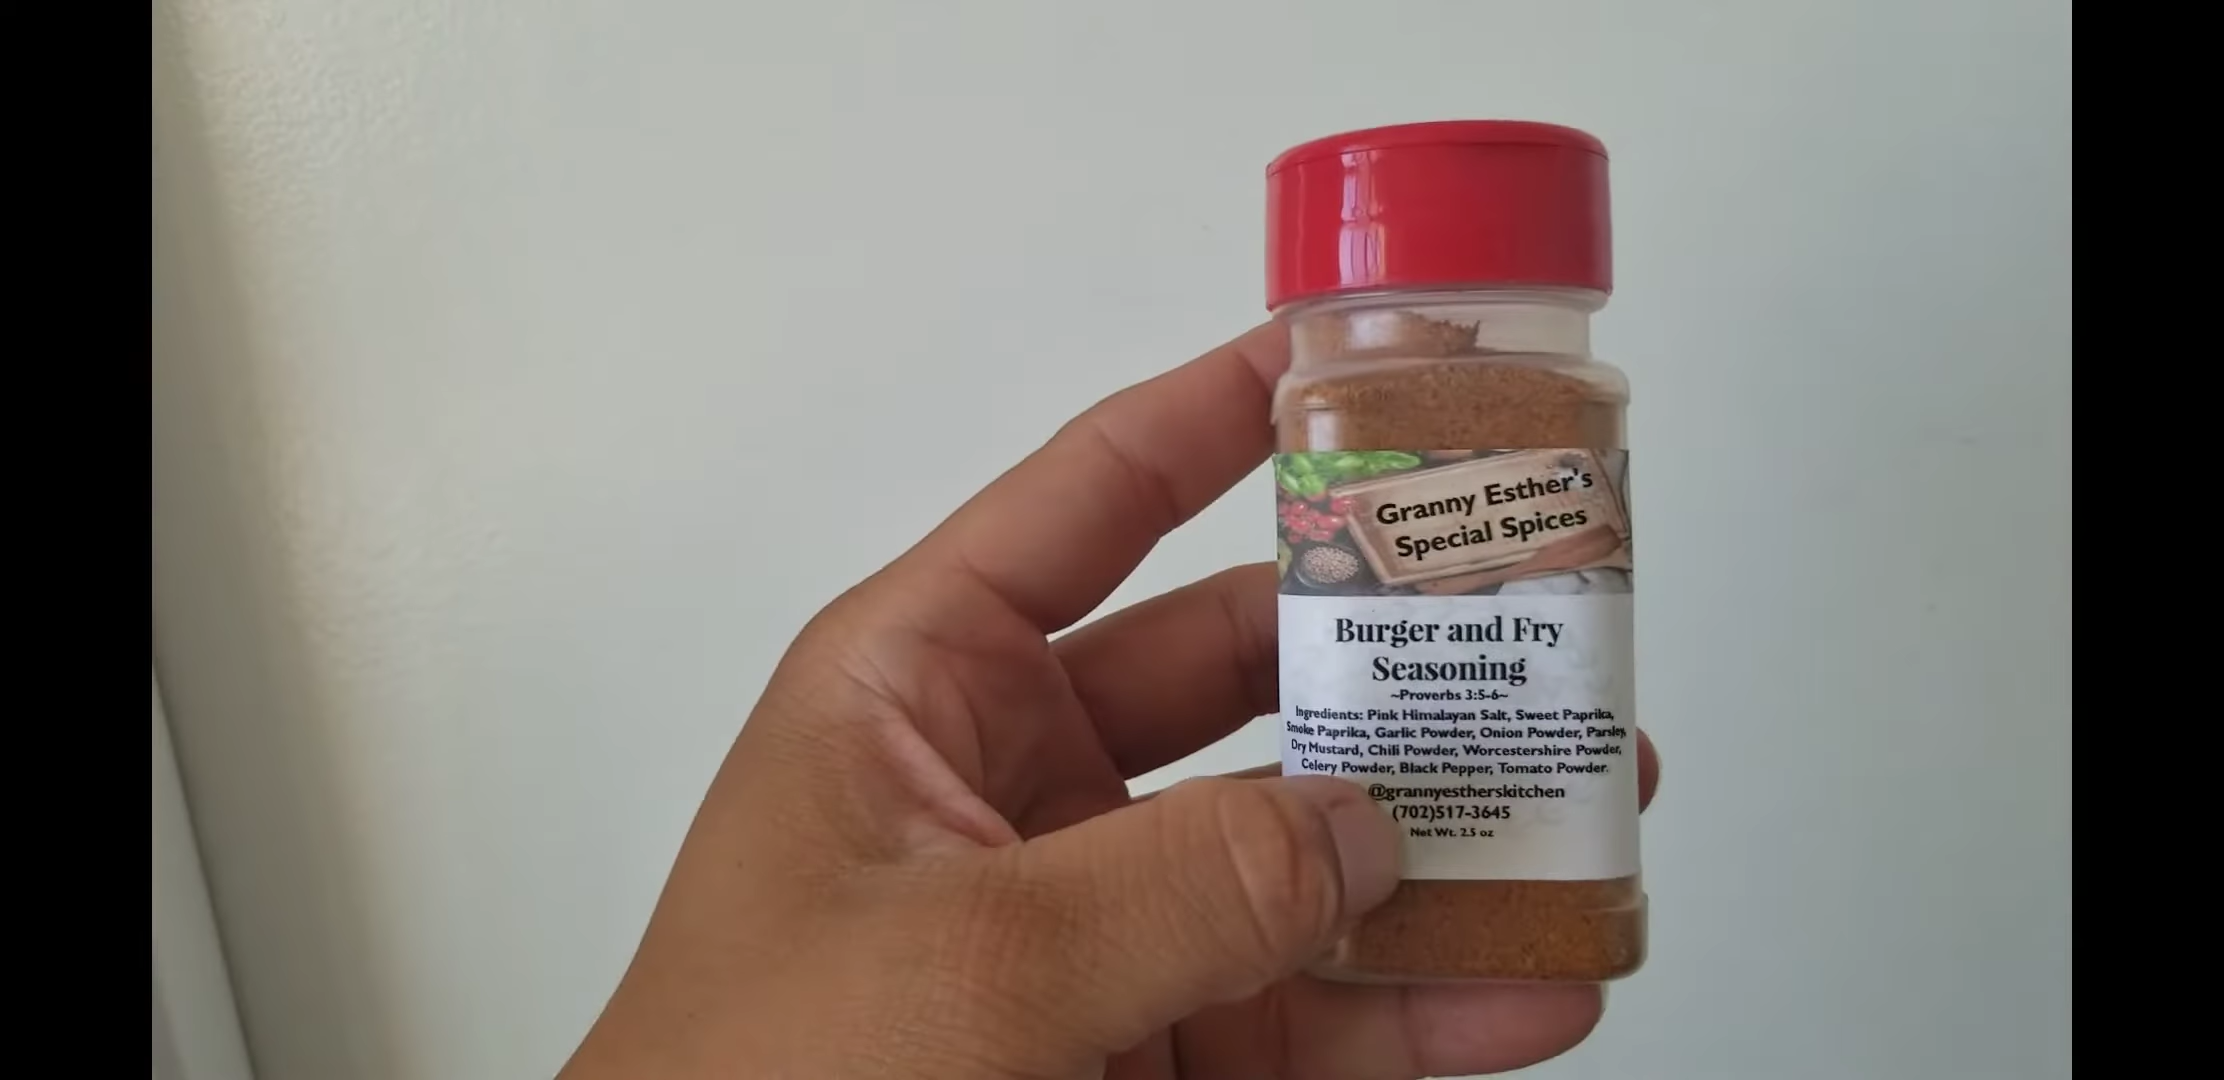 Granny Esther's
Special Spices
Burger and Fry
Seasoning
~Proverbs 3:5-6~
Ingredients: Pink Himalayan Salt, Sweet Paprika,
Smoke Paprika, Garlic Powder, Onion Powder, Parsley,
Dry Mustard, Chili Powder, Worcestershire Powder,
Celery Powder, Black Pepper, Tomato Powder.
@grannyestherskitchen
(702)517-3645
Net Wt. 2.5 oz